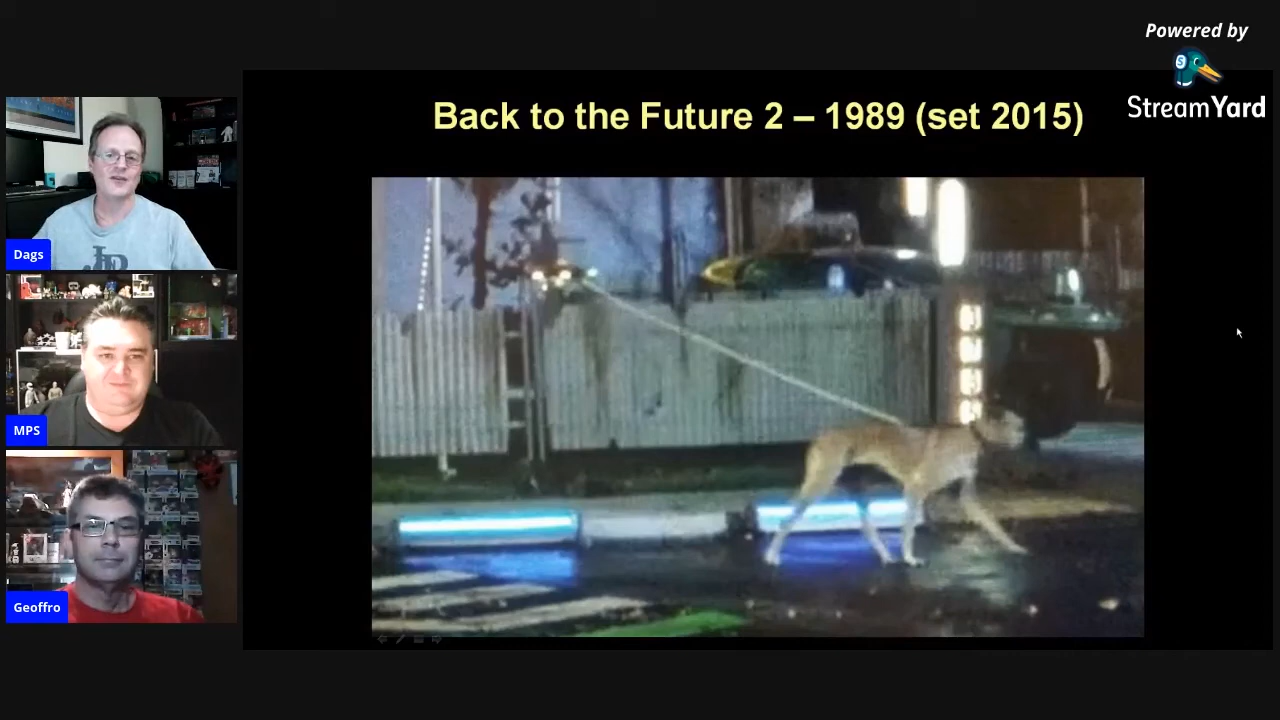 Powered by
StreamYard
Back to the Future 2 – 1989 (set 2015)
Dags
MPS
Geoffro